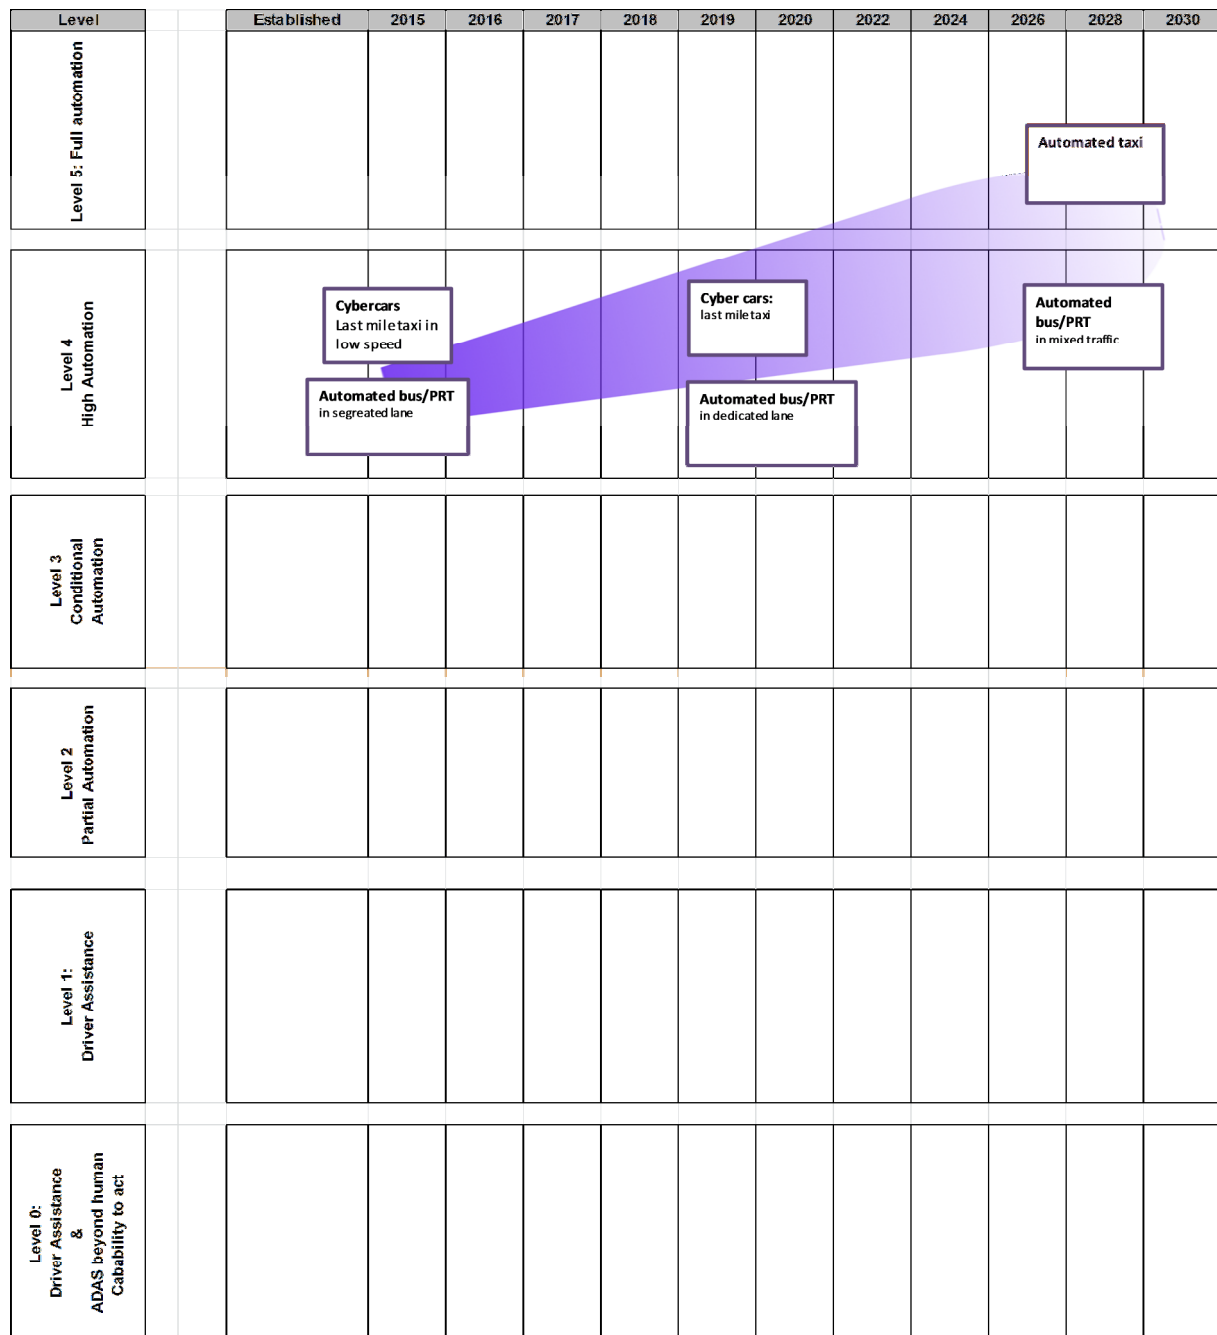 Level Established 2015 2016 2017 2018 2019 2020 2022 2024 2026 2028 2030
Level 5: Full automation
Automated taxi
Level 4
High Automation
Cybercars
Last mile taxi in
low speed
Automated bus/PRT
in segreated lane
Cyber cars:
last mile taxi
Automated bus/PRT
in dedicated lane
Automated
bus/PRT
in mixed traffic
Level 3
Conditional
Automation
Level 2
Partial Automation
Level 1:
Driver Assistance
Level 0:
Driver Assistance
&
ADAS beyond human
Cabability to act